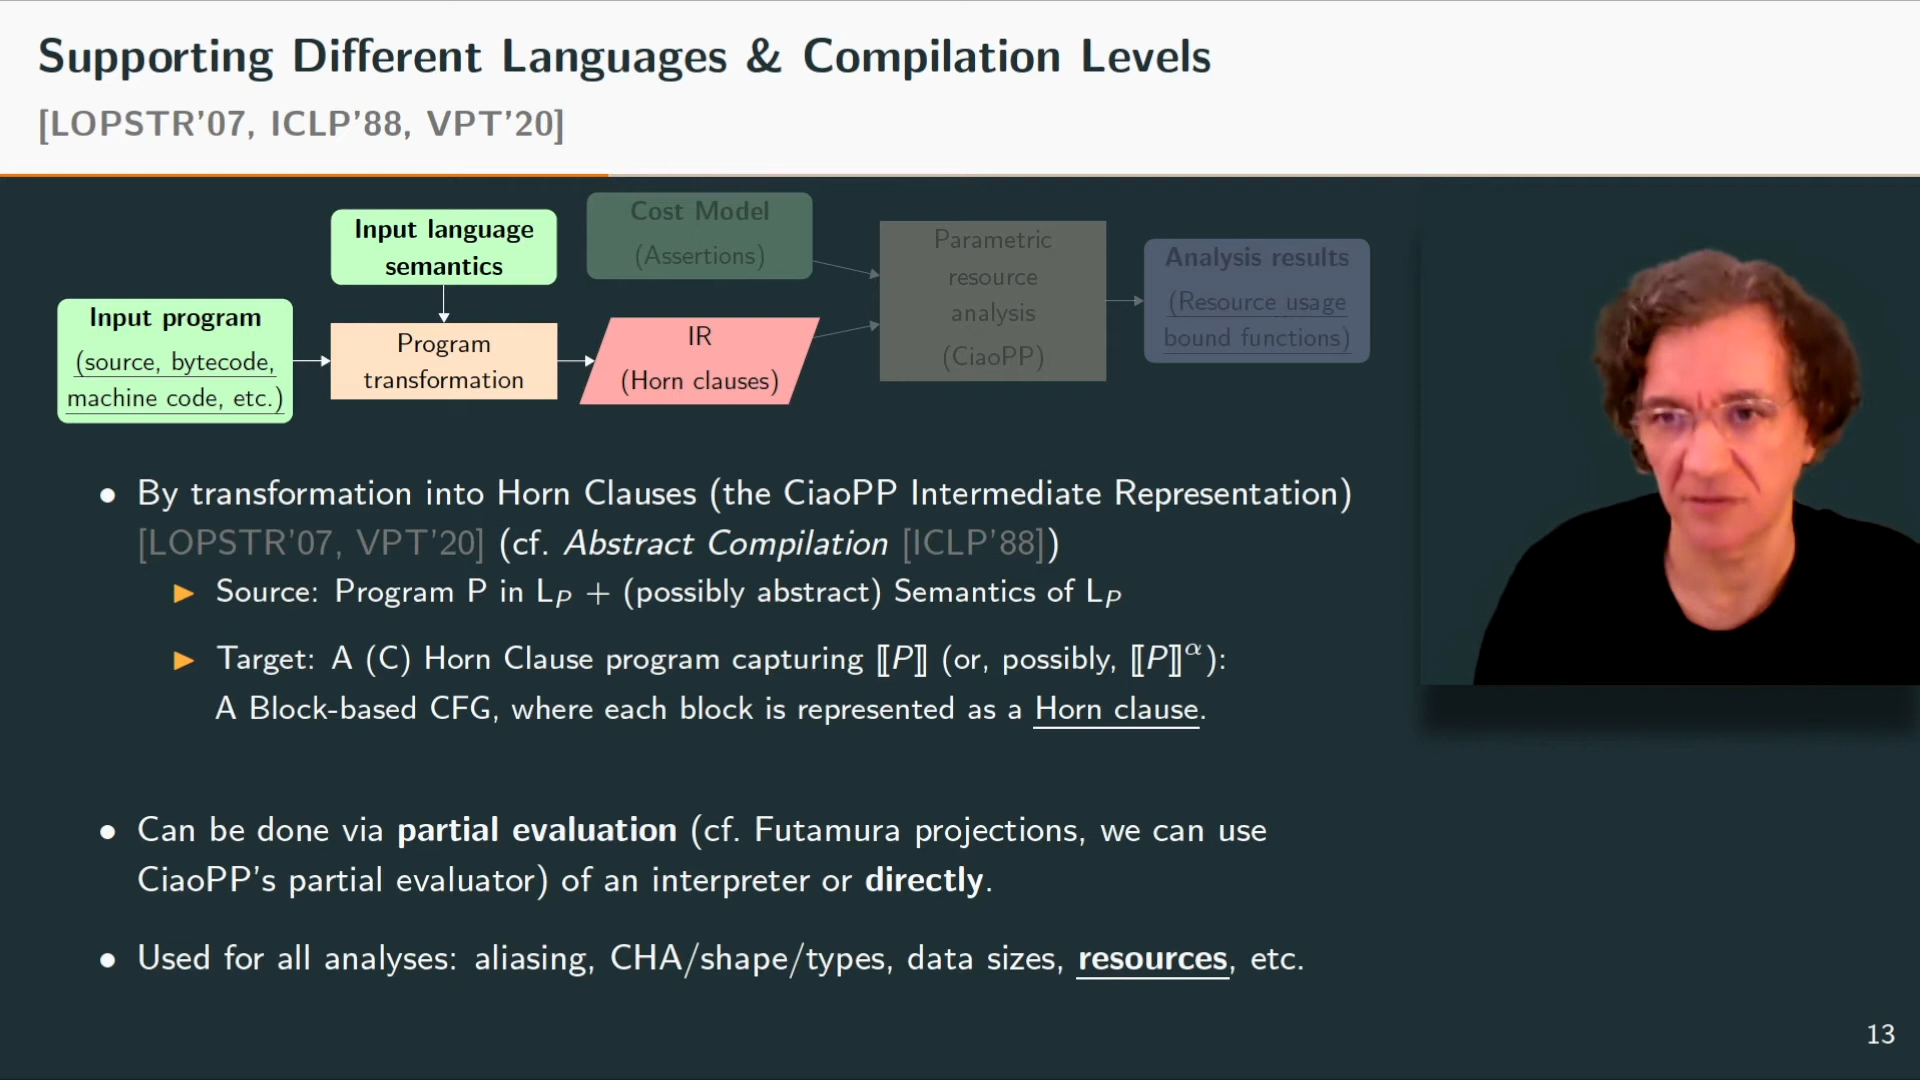 Supporting Different Languages & Compilation Levels
[LOPSTR'07, ICLP'88, VPT'20]
Input language
semantics
Cost Model
(Assertions)
Parametric
resource
analysis
(CiaoPP)
Analysis results
(Resource usage
bound functions)
Input program
(source, bytecode,
machine code, etc.)
Program
transformation
IR
(Horn clauses)
• By transformation into Horn Clauses (the CiaoPP Intermediate Representation)
[LOPSTR'07, VPT'20] (cf. Abstract Compilation [ICLP'88])
▶ Source: Program P in L_P + (possibly abstract) Semantics of L_P
▶ Target: A (C) Horn Clause program capturing ⟦P⟧ (or, possibly, ⟦P⟧^α):
A Block-based CFG, where each block is represented as a Horn clause.
• Can be done via partial evaluation (cf. Futamura projections, we can use
CiaoPP's partial evaluator) of an interpreter or directly.
• Used for all analyses: aliasing, CHA/shape/types, data sizes, resources, etc.
13